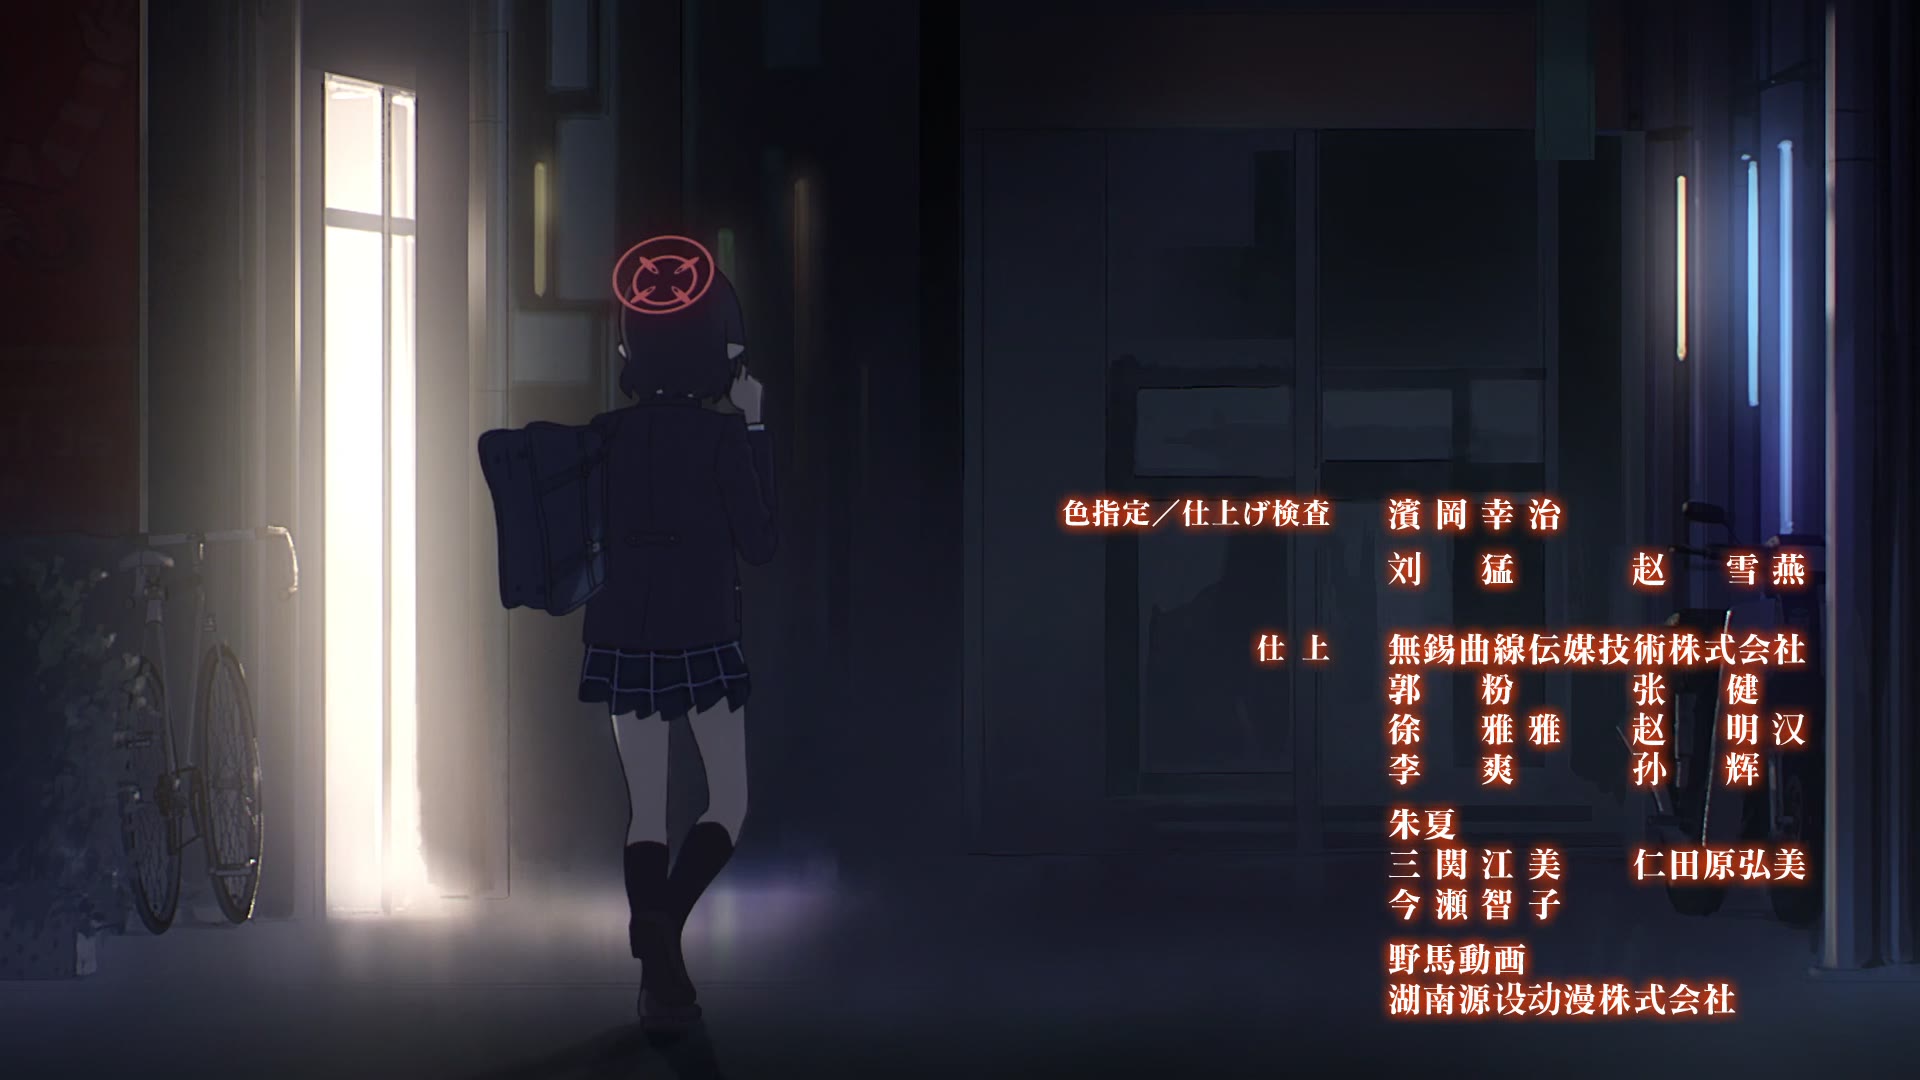 色指定／仕上げ検査 濱岡幸治
刘猛 赵雪燕
仕上 無錫曲線伝媒技術株式会社
郭粉 张健
徐雅雅 赵明汉
李爽 孙辉
朱夏
三関江美 仁田原弘美
今瀬智子
野馬動画
湖南源设动漫株式会社